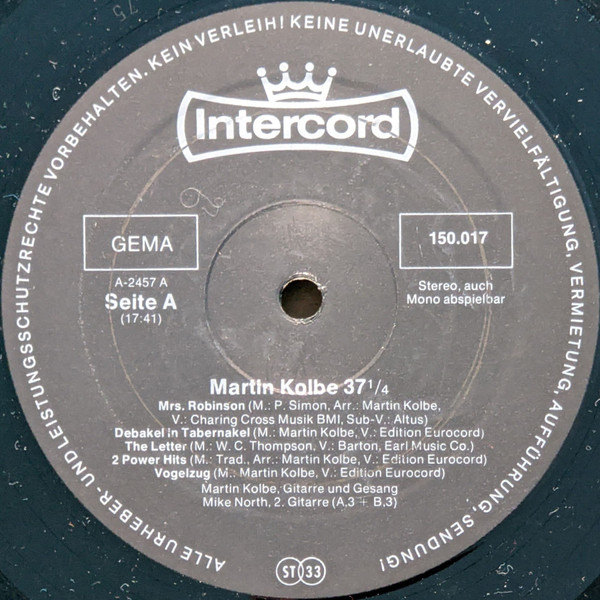 ALLE URHEBER- UND LEISTUNGSSCHUTZRECHTE VORBEHALTEN. KEIN VERLEIH! KEINE UNERLAUBTE VERVIELFÄLTIGUNG, VERMIETUNG, AUFFÜHRUNG, SENDUNG!
Intercord
GEMA
150.017
A-2457 A
Seite A
(17:41)
Stereo, auch
Mono abspielbar
Martin Kolbe 37 1/4
Mrs. Robinson (M.: P. Simon, Arr.: Martin Kolbe,
V.: Charing Cross Musik BMI, Sub-V.: Altus)
Debakel in Tabernakel (M.: Martin Kolbe, V.: Edition Eurocord)
The Letter (M.: W. C. Thompson, V.: Barton, Earl Music Co.)
2 Power Hits (M.: Trad., Arr.: Martin Kolbe, V.: Edition Eurocord)
Vogelzug (M.: Martin Kolbe, V.: Edition Eurocord)
Martin Kolbe, Gitarre und Gesang
Mike North, 2. Gitarre (A,3 + B,3)
ST 33